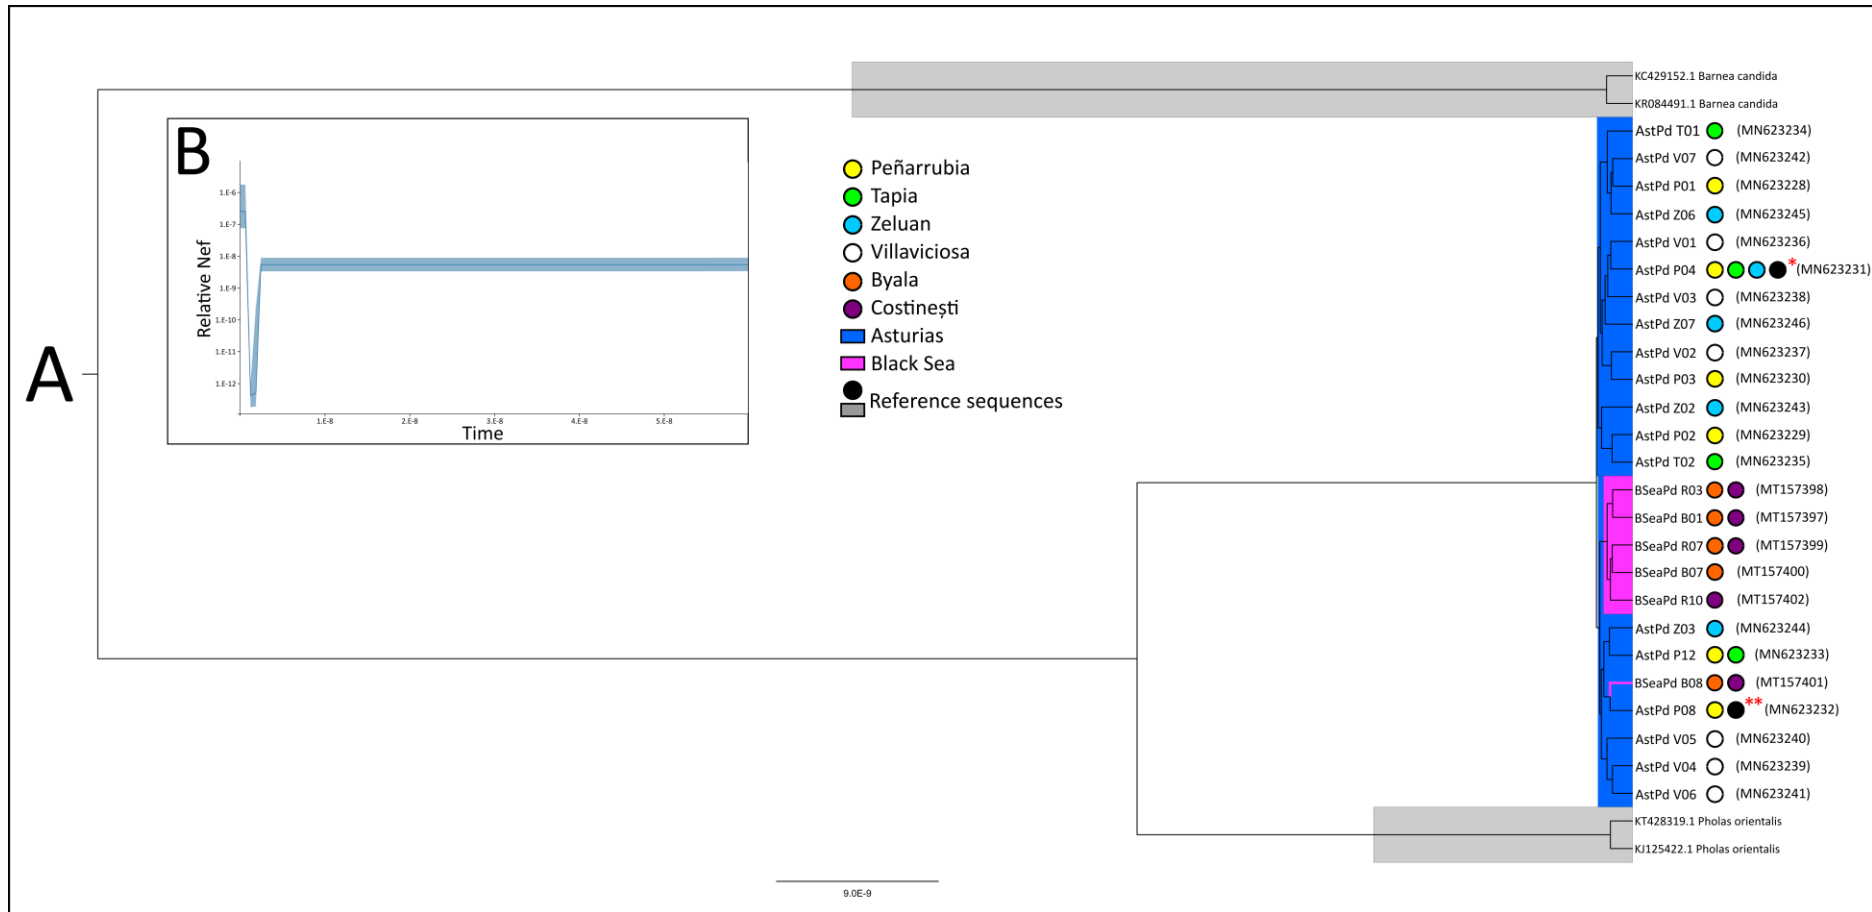 A
B
Relative Nef
1.E-6
1.E-7
1.E-8
1.E-9
1.E-10
1.E-11
1.E-12
1.E-8
2.E-8
3.E-8
4.E-8
5.E-8
Time
Peñarrubia
Tapia
Zeluan
Villaviciosa
Byala
Costinești
Asturias
Black Sea
Reference sequences
KC429152.1 Barnea candida
KR084491.1 Barnea candida
AstPd T01 (MN623234)
AstPd V07 (MN623242)
AstPd P01 (MN623228)
AstPd Z06 (MN623245)
AstPd V01 (MN623236)
AstPd P04 * (MN623231)
AstPd V03 (MN623238)
AstPd Z07 (MN623246)
AstPd V02 (MN623237)
AstPd P03 (MN623230)
AstPd Z02 (MN623243)
AstPd P02 (MN623229)
AstPd T02 (MN623235)
BSeaPd R03 (MT157398)
BSeaPd B01 (MT157397)
BSeaPd R07 (MT157399)
BSeaPd B07 (MT157400)
BSeaPd R10 (MT157402)
AstPd Z03 (MN623244)
AstPd P12 (MN623233)
BSeaPd B08 (MT157401)
AstPd P08 ** (MN623232)
AstPd V05 (MN623240)
AstPd V04 (MN623239)
AstPd V06 (MN623241)
KT428319.1 Pholas orientalis
KJ125422.1 Pholas orientalis
9.0E-9